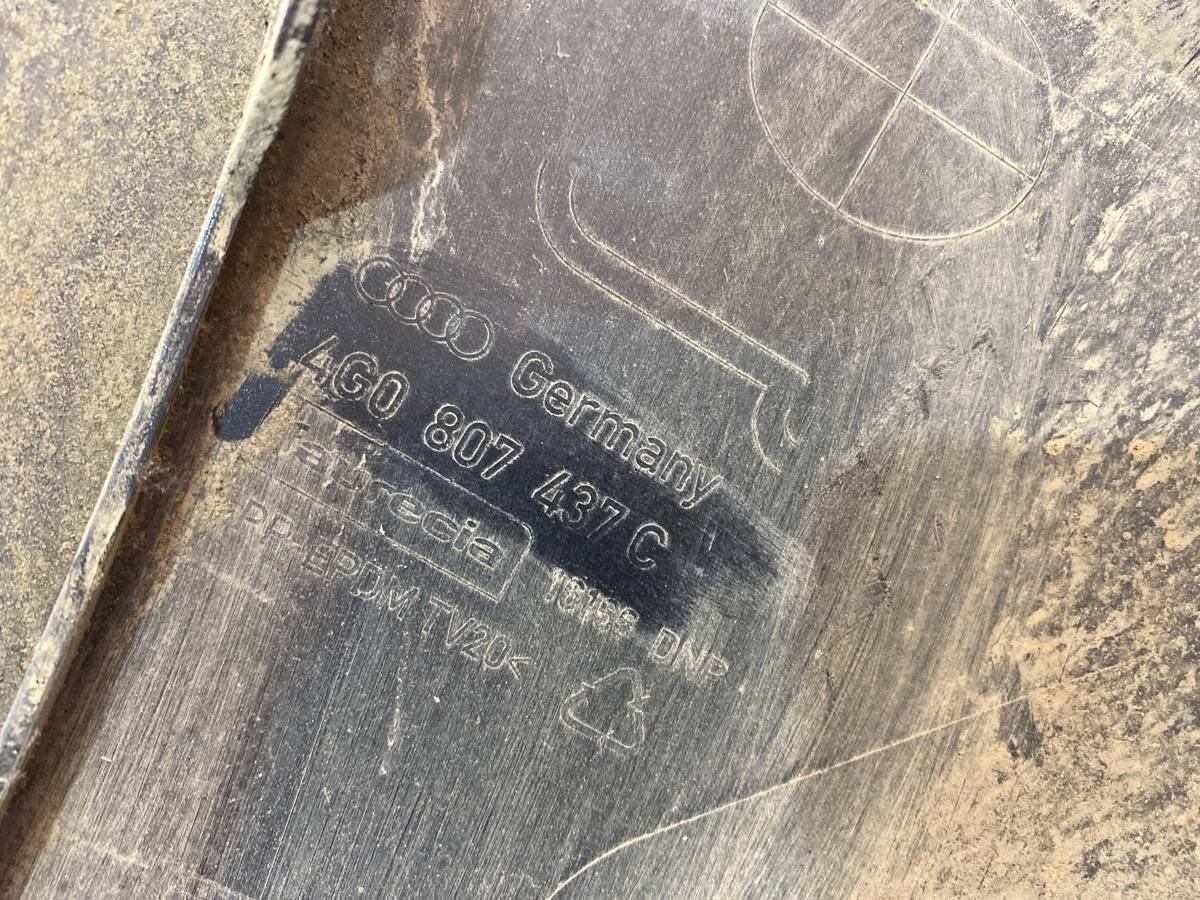 Germany
4G0 807 437 C
faurecia
DNP
PP-EPDM TV20<